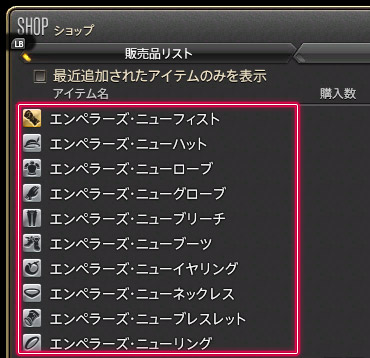 SHOP ショップ
LB
販売品リスト
最近追加されたアイテムのみを表示
アイテム名 購入数
エンペラーズ・ニューフィスト
エンペラーズ・ニューハット
エンペラーズ・ニューローブ
エンペラーズ・ニューグローブ
エンペラーズ・ニューブリーチ
エンペラーズ・ニューブーツ
エンペラーズ・ニューイヤリング
エンペラーズ・ニューネックレス
エンペラーズ・ニューブレスレット
エンペラーズ・ニューリング